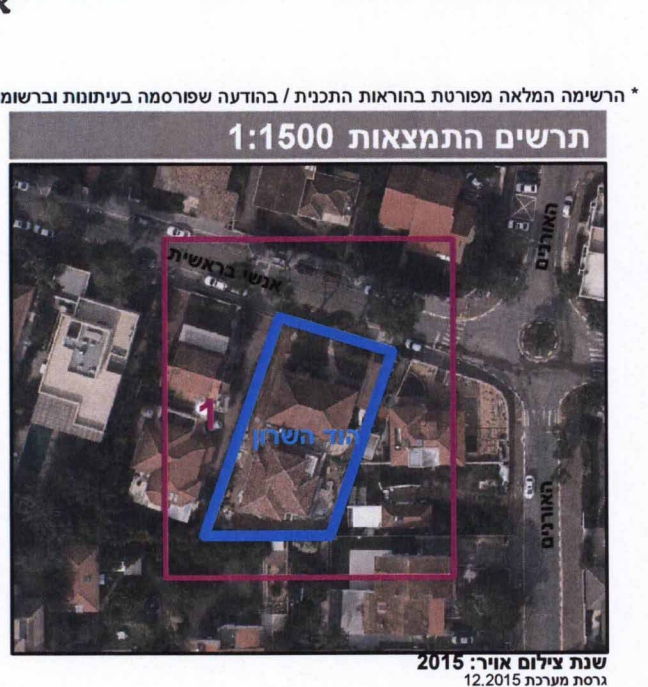 * הרשימה המלאה מפורטת בהוראות התכנית / בהודעה שפורסמה בעיתונות וברשומ
תרשים התמצאות 1:1500
האורנים
אנשי בראשית
1
הוד השרון
האורנים
שנת צילום אויר: 2015
גרסת מערכת 12.2015